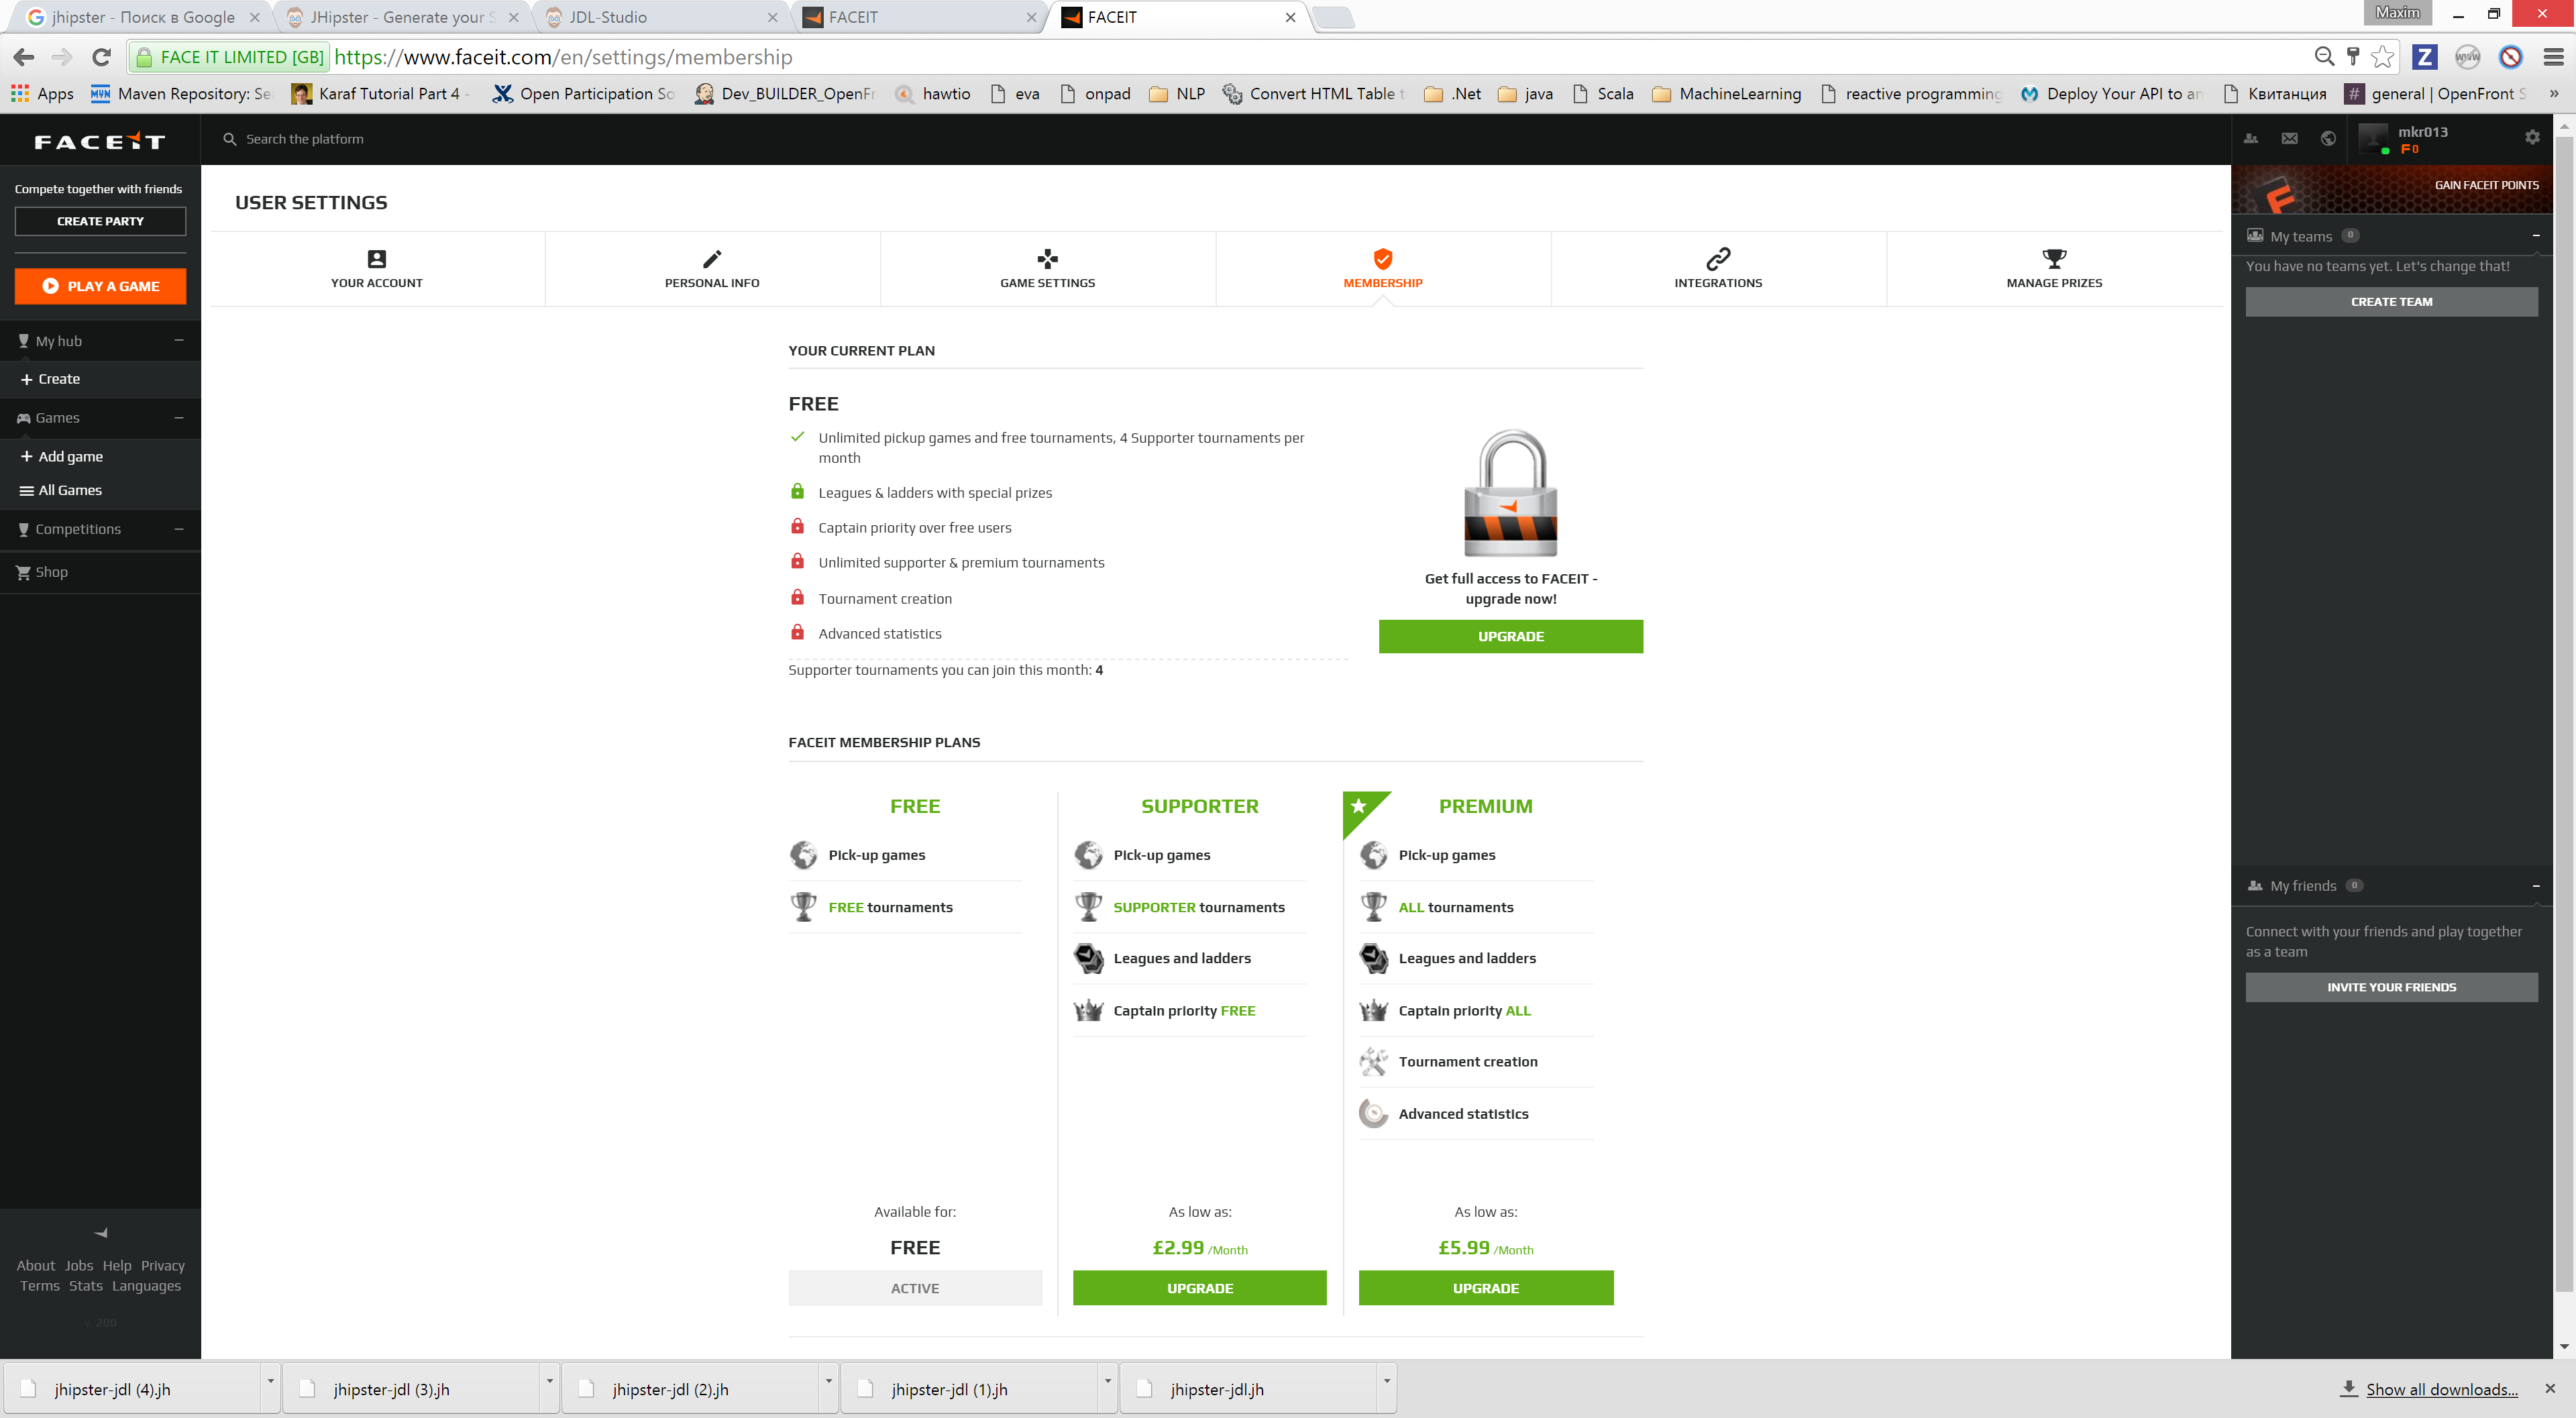 jhipster - Поиск в Google
JHipster - Generate your S
JDL-Studio
FACEIT
FACEIT
Maxim
FACE IT LIMITED [GB]
https://www.faceit.com/en/settings/membership
Apps
Maven Repository: Se
Karaf Tutorial Part 4 -
Open Participation So
Dev_BUILDER_OpenFr
hawtio
eva
onpad
NLP
Convert HTML Table t
.Net
java
Scala
MachineLearning
reactive programming
Deploy Your API to an
Квитанция
general | OpenFront S
»
FACEIT
Search the platform
mkr013
F 0
Compete together with friends
CREATE PARTY
PLAY A GAME
My hub
Create
Games
Add game
All Games
Competitions
Shop
About Jobs Help Privacy
Terms Stats Languages
v. 200
USER SETTINGS
YOUR ACCOUNT
PERSONAL INFO
GAME SETTINGS
MEMBERSHIP
INTEGRATIONS
MANAGE PRIZES
YOUR CURRENT PLAN
FREE
Unlimited pickup games and free tournaments, 4 Supporter tournaments per
month
Leagues & ladders with special prizes
Captain priority over free users
Unlimited supporter & premium tournaments
Tournament creation
Advanced statistics
Supporter tournaments you can join this month: 4
Get full access to FACEIT -
upgrade now!
UPGRADE
FACEIT MEMBERSHIP PLANS
FREE
Pick-up games
FREE tournaments
Available for:
FREE
ACTIVE
SUPPORTER
Pick-up games
SUPPORTER tournaments
Leagues and ladders
Captain priority FREE
As low as:
£2.99 /Month
UPGRADE
PREMIUM
Pick-up games
ALL tournaments
Leagues and ladders
Captain priority ALL
Tournament creation
Advanced statistics
As low as:
£5.99 /Month
UPGRADE
GAIN FACEIT POINTS
My teams 0
You have no teams yet. Let's change that!
CREATE TEAM
My friends 0
Connect with your friends and play together
as a team
INVITE YOUR FRIENDS
jhipster-jdl (4).jh
jhipster-jdl (3).jh
jhipster-jdl (2).jh
jhipster-jdl (1).jh
jhipster-jdl.jh
Show all downloads...